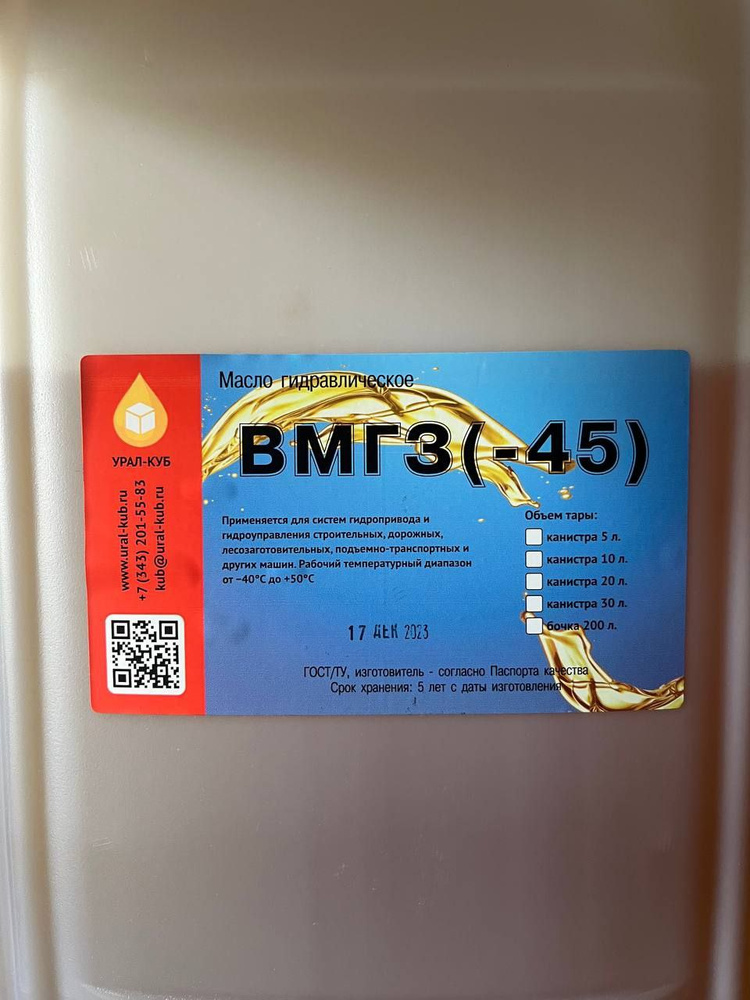 Масло гидравлическое
ВМГЗ(-45)
УРАЛ-КУБ
www.ural-kub.ru
+7 (343) 201-55-83
kub@ural-kub.ru
Применяется для систем гидропривода и
гидроуправления строительных, дорожных,
лесозаготовительных, подъемно-транспортных и
других машин. Рабочий температурный диапазон
от −40°С до +50°С
Объем тары:
канистра 5 л.
канистра 10 л.
канистра 20 л.
канистра 30 л.
бочка 200 л.
17 ДЕК 2023
ГОСТ/ТУ, изготовитель - согласно Паспорта качества
Срок хранения: 5 лет с даты изготовления